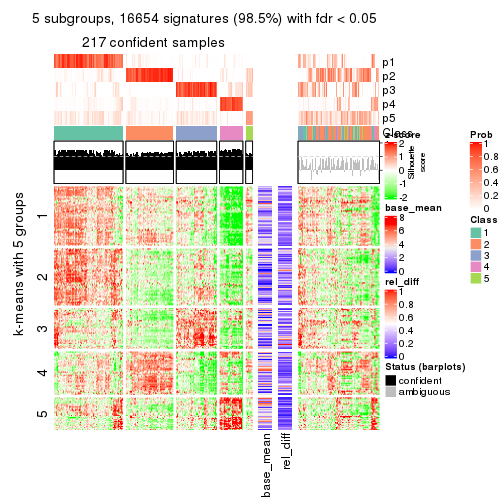 5 subgroups, 16654 signatures (98.5%) with fdr < 0.05
217 confident samples
p1
p2
p3
p4
p5
Class
z-score
2
1
0
-1
-2
Silhouette
score
Prob
1
0.8
0.6
0.4
0.2
0
base_mean
8
6
4
2
0
Class
1
2
3
4
5
rel_diff
1
0.8
0.6
0.4
0.2
0
Status (barplots)
confident
ambiguous
k-means with 5 groups
1
2
3
4
5
base_mean
rel_diff